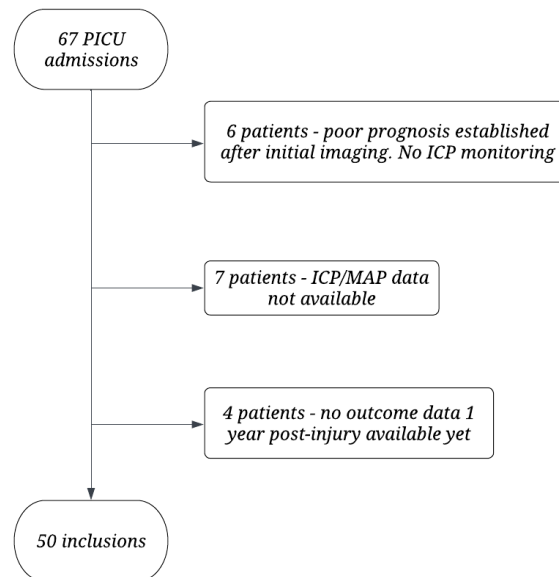 67 PICU
admissions
6 patients - poor prognosis established
after initial imaging. No ICP monitoring
7 patients - ICP/MAP data
not available
4 patients - no outcome data 1
year post-injury available yet
50 inclusions